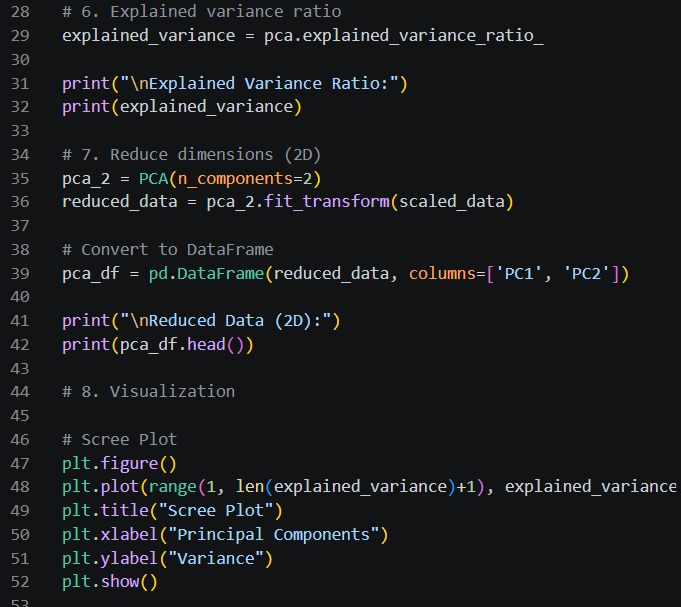 28 # 6. Explained variance ratio
29 explained_variance = pca.explained_variance_ratio_
30
31 print("\nExplained Variance Ratio:")
32 print(explained_variance)
33
34 # 7. Reduce dimensions (2D)
35 pca_2 = PCA(n_components=2)
36 reduced_data = pca_2.fit_transform(scaled_data)
37
38 # Convert to DataFrame
39 pca_df = pd.DataFrame(reduced_data, columns=['PC1', 'PC2'])
40
41 print("\nReduced Data (2D):")
42 print(pca_df.head())
43
44 # 8. Visualization
45
46 # Scree Plot
47 plt.figure()
48 plt.plot(range(1, len(explained_variance)+1), explained_variance
49 plt.title("Scree Plot")
50 plt.xlabel("Principal Components")
51 plt.ylabel("Variance")
52 plt.show()
53